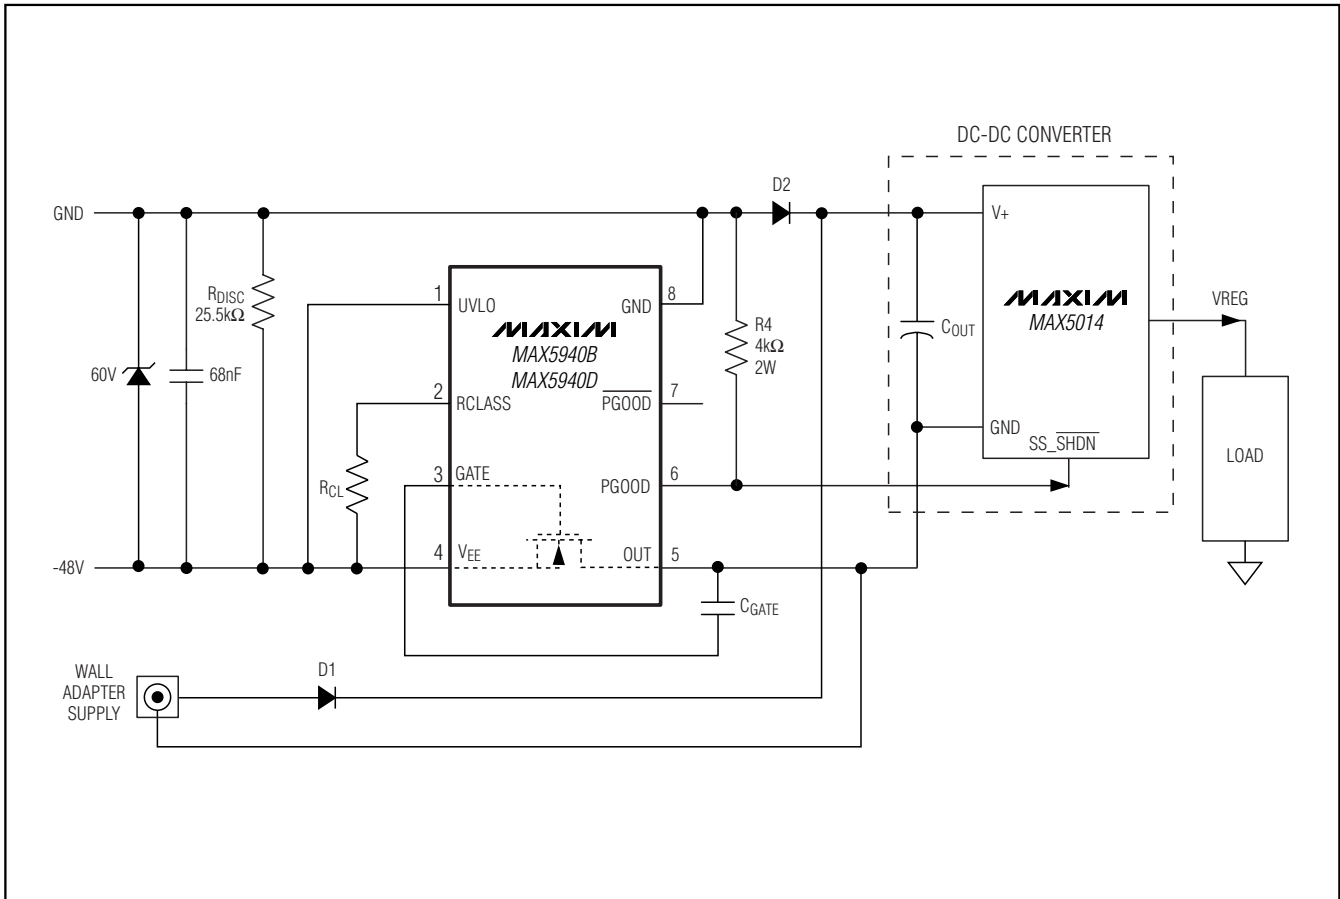 DC-DC CONVERTER
GND
D2
V+
RDISC
25.5kΩ
60V
68nF
1
UVLO
GND
8
MAXIM
MAX5940B
MAX5940D
2
RCLASS
PGOOD
7
3
GATE
PGOOD
6
RCL
-48V
4
VEE
OUT
5
R4
4kΩ
2W
COUT
MAXIM
MAX5014
GND
SS_SHDN
VREG
LOAD
CGATE
WALL
ADAPTER
SUPPLY
D1